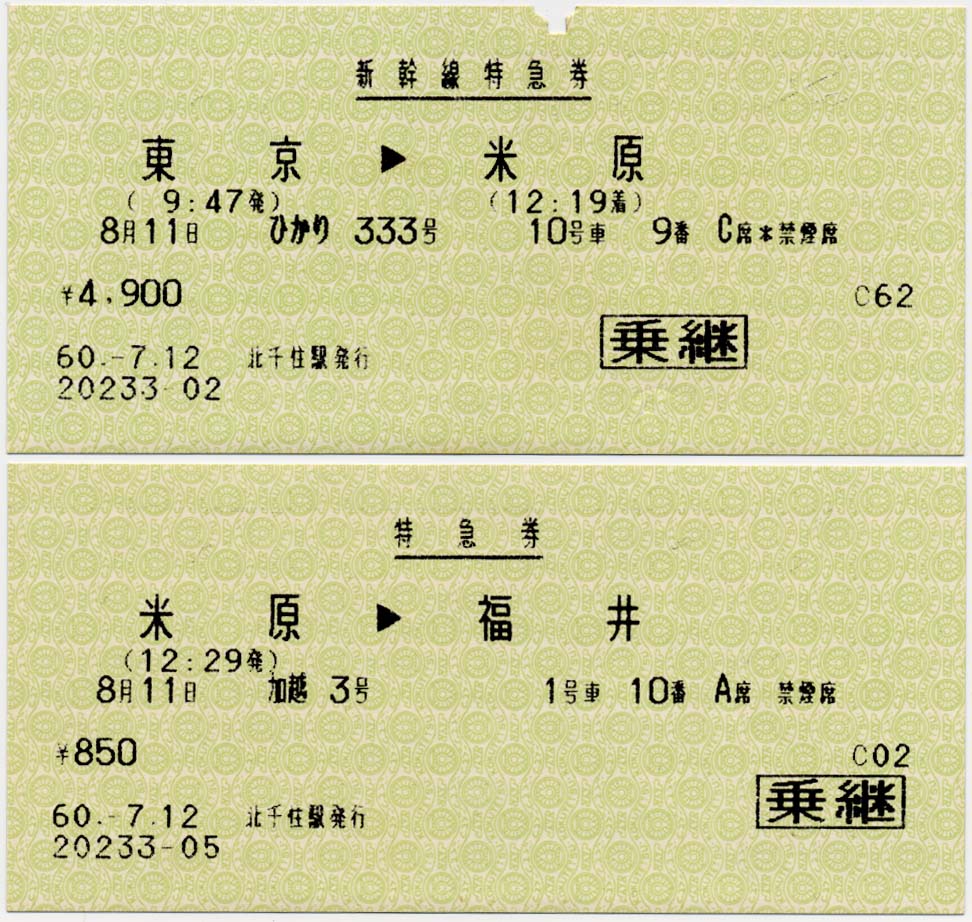 新幹線特急券
東京 ▶ 米原
( 9:47発) (12:19着)
8月11日 ひかり 333号 10号車 9番 C席*禁煙席
¥4,900 C62
乗継
60.-7.12 北千住駅発行
20233-02
特急券
米原 ▶ 福井
(12:29発)
8月11日 加越 3号 1号車 10番 A席 禁煙席
¥850 C02
乗継
60.-7.12 北千住駅発行
20233-05